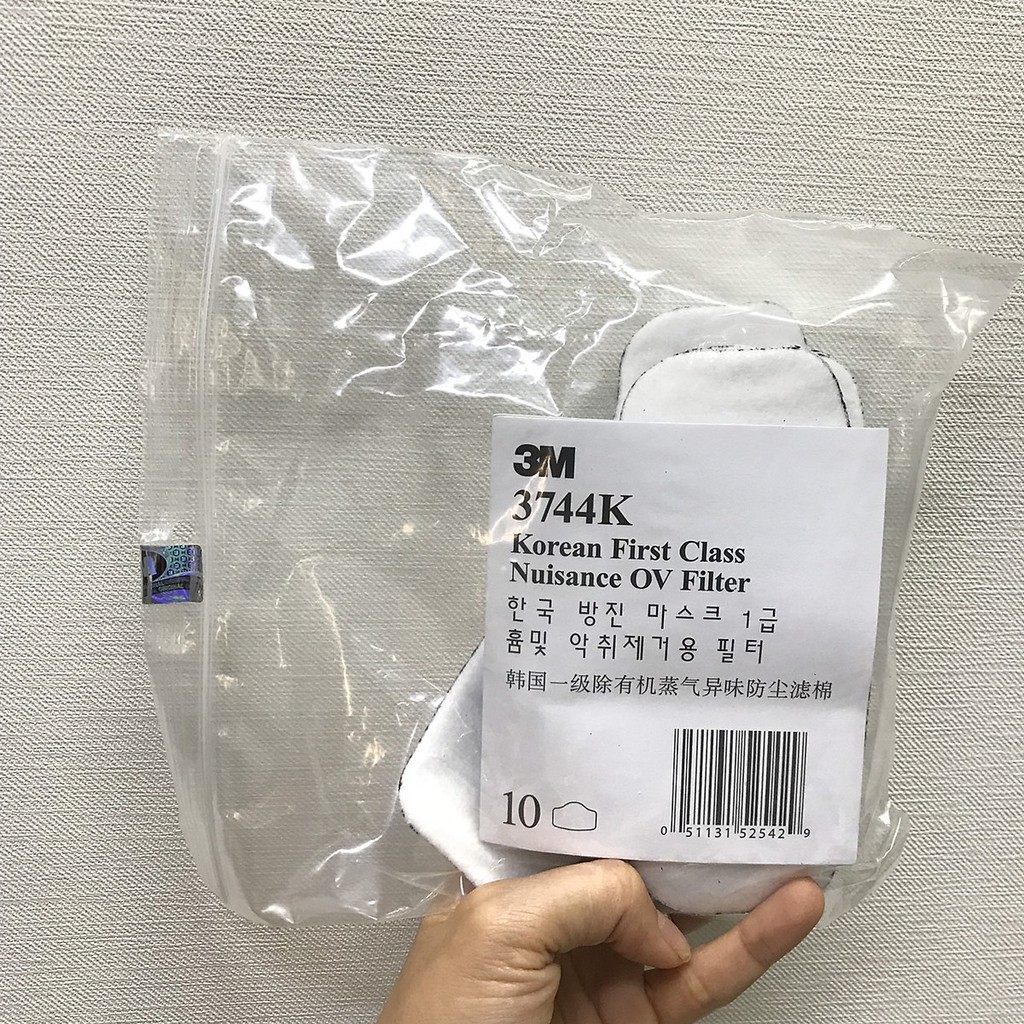 3M
3744K
Korean First Class
Nuisance OV Filter
한국 방진 마스크 1급
흄및 악취제거용 필터
韩国一级除有机蒸气异味防尘滤棉
10
0 51131 52542 9
ORIGINAL